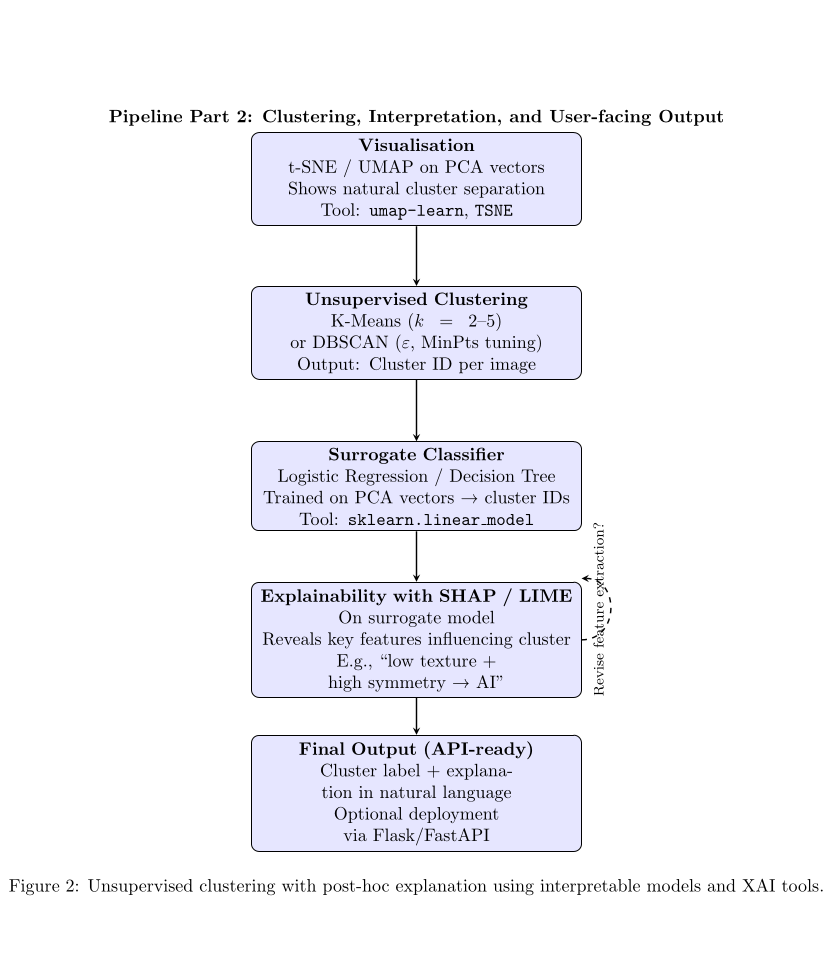 Pipeline Part 2: Clustering, Interpretation, and User-facing Output
Visualisation
t-SNE / UMAP on PCA vectors
Shows natural cluster separation
Tool: umap-learn, TSNE
Unsupervised Clustering
K-Means (k = 2–5)
or DBSCAN (ε, MinPts tuning)
Output: Cluster ID per image
Surrogate Classifier
Logistic Regression / Decision Tree
Trained on PCA vectors → cluster IDs
Tool: sklearn.linear_model
Explainability with SHAP / LIME
On surrogate model
Reveals key features influencing cluster
E.g., “low texture +
high symmetry → AI”
Revise feature extraction?
Final Output (API-ready)
Cluster label + explana-
tion in natural language
Optional deployment
via Flask/FastAPI
Figure 2: Unsupervised clustering with post-hoc explanation using interpretable models and XAI tools.